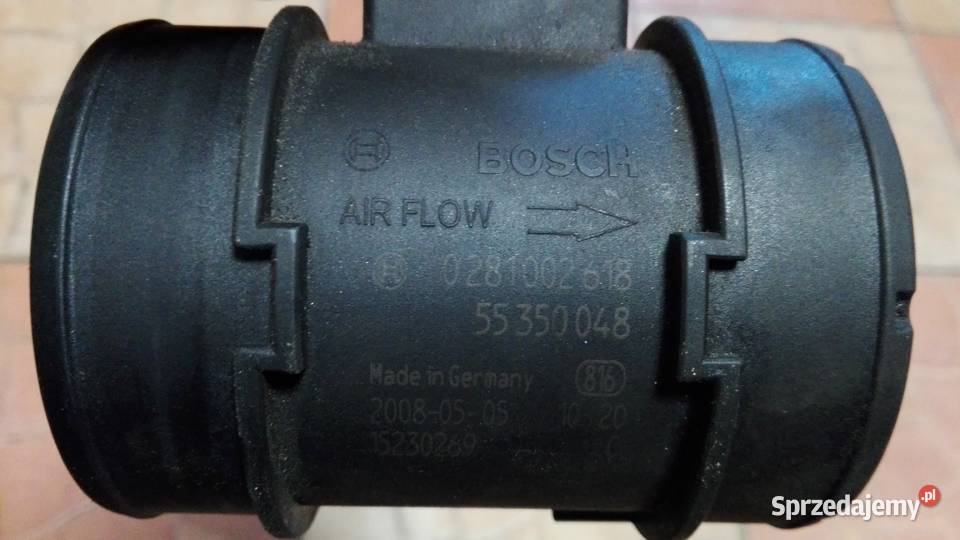 BOSCH
AIR FLOW
0 281 002 618
55 350 048
Made in Germany 816
2008-05-05 10 20
15230269 C
Sprzedajemy.pl